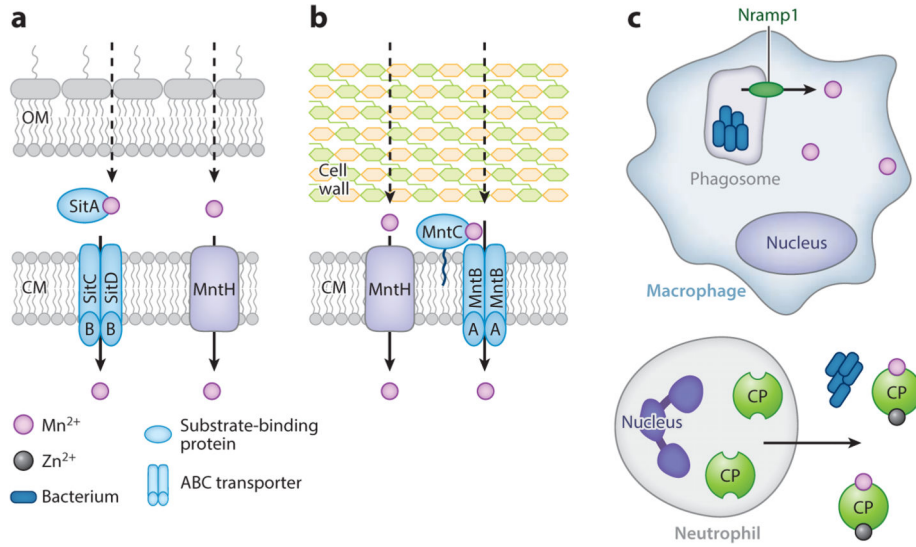 a
OM
SitA
CM
SitC
SitD
B
B
MntH
Mn2+
Zn2+
Bacterium
Substrate-binding
protein
ABC transporter
b
Cell
wall
MntC
CM
MntH
MntB
MntB
A
A
c
Nramp1
Phagosome
Nucleus
Macrophage
Nucleus
CP
CP
CP
CP
Neutrophil